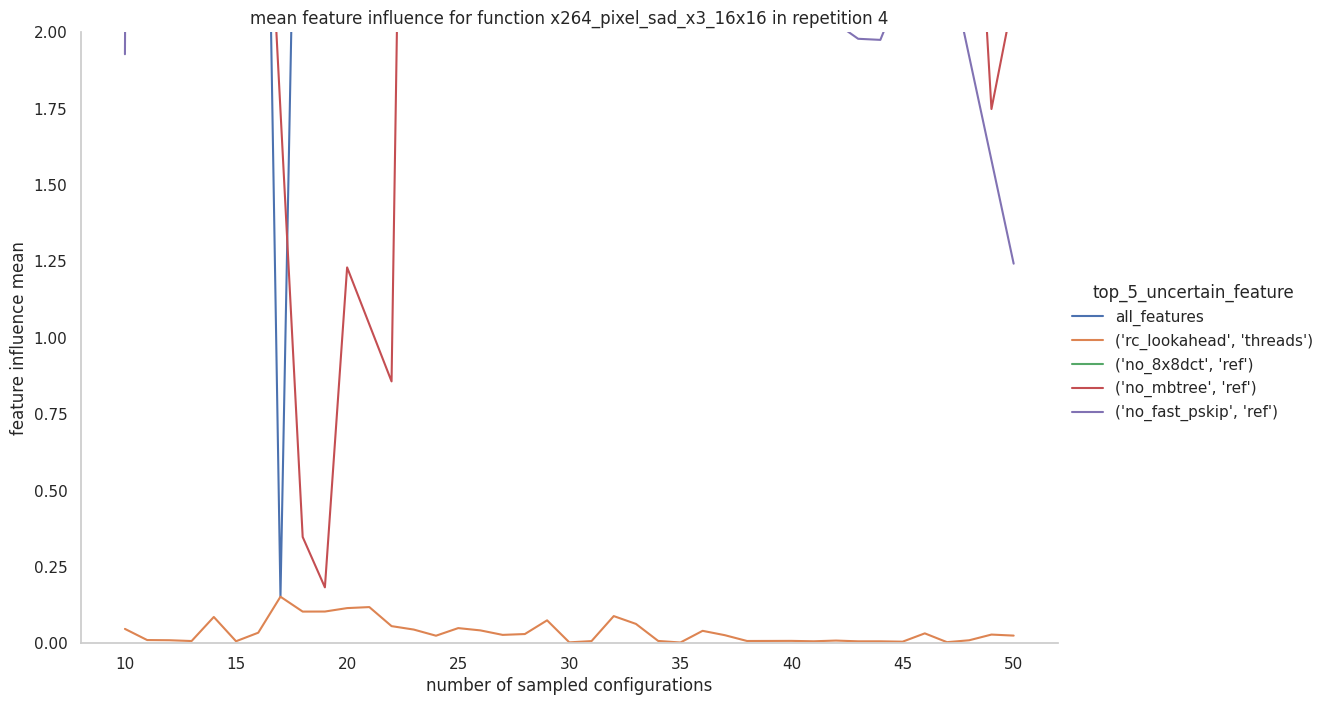 mean feature influence for function x264_pixel_sad_x3_16x16 in repetition 4
2.00
1.75
1.50
1.25
1.00
0.75
0.50
0.25
0.00
feature influence mean
10 15 20 25 30 35 40 45 50
number of sampled configurations
top_5_uncertain_feature
all_features
('rc_lookahead', 'threads')
('no_8x8dct', 'ref')
('no_mbtree', 'ref')
('no_fast_pskip', 'ref')